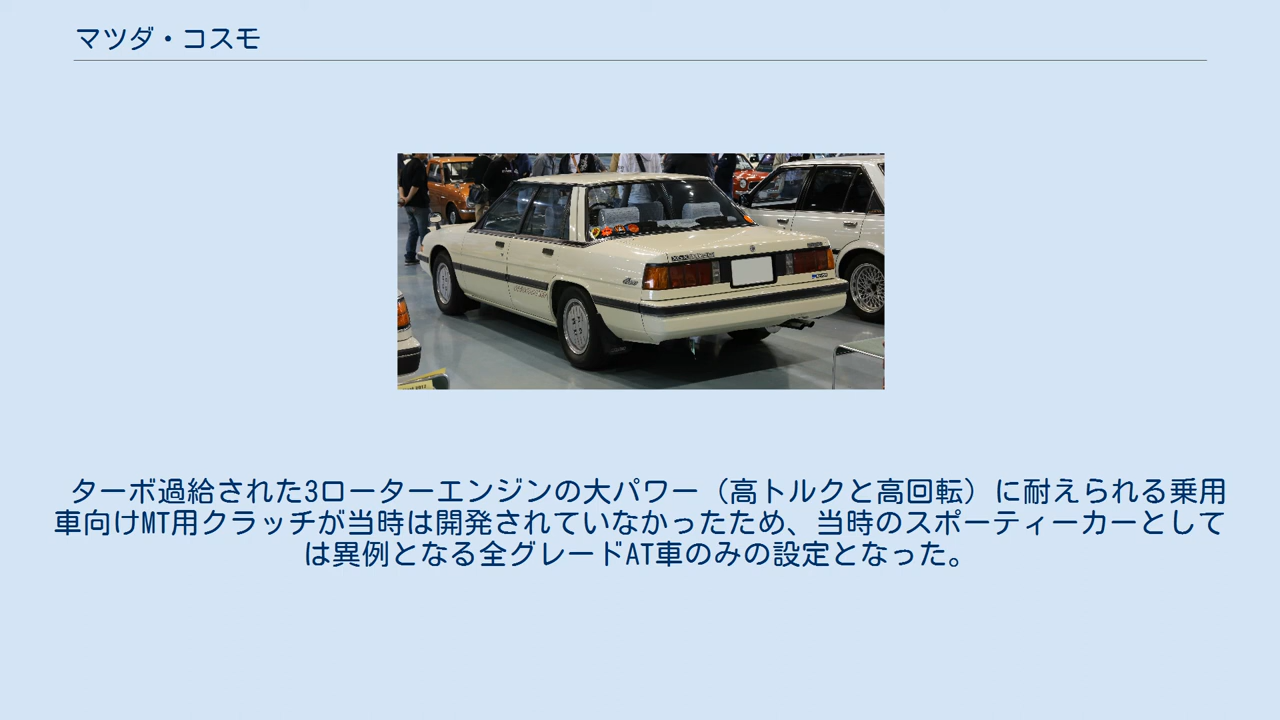 マツダ・コスモ
ターボ過給された3ローターエンジンの大パワー（高トルクと高回転）に耐えられる乗用
車向けMT用クラッチが当時は開発されていなかったため、当時のスポーティーカーとして
は異例となる全グレードAT車のみの設定となった。